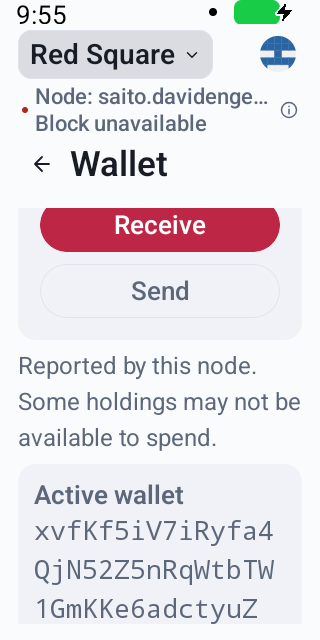 9:55
Red Square
Node: saito.davidenge…
Block unavailable
Wallet
Receive
Send
Reported by this node.
Some holdings may not be
available to spend.
Active wallet
xvfKf5iV7iRyfa4
QjN52Z5nRqWtbTW
1GmKKe6adctyuZ